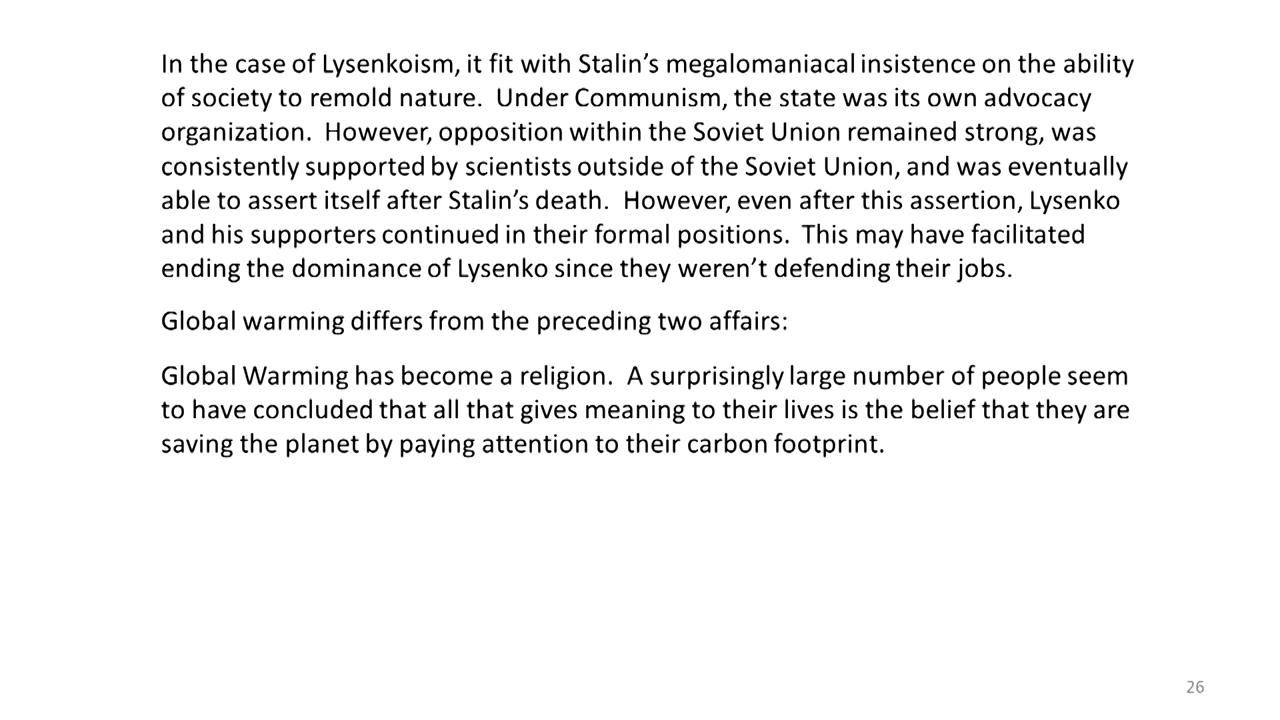 In the case of Lysenkoism, it fit with Stalin’s megalomaniacal insistence on the ability
of society to remold nature.  Under Communism, the state was its own advocacy
organization.  However, opposition within the Soviet Union remained strong, was
consistently supported by scientists outside of the Soviet Union, and was eventually
able to assert itself after Stalin’s death.  However, even after this assertion, Lysenko
and his supporters continued in their formal positions.  This may have facilitated
ending the dominance of Lysenko since they weren’t defending their jobs.
Global warming differs from the preceding two affairs:
Global Warming has become a religion.  A surprisingly large number of people seem
to have concluded that all that gives meaning to their lives is the belief that they are
saving the planet by paying attention to their carbon footprint.
26